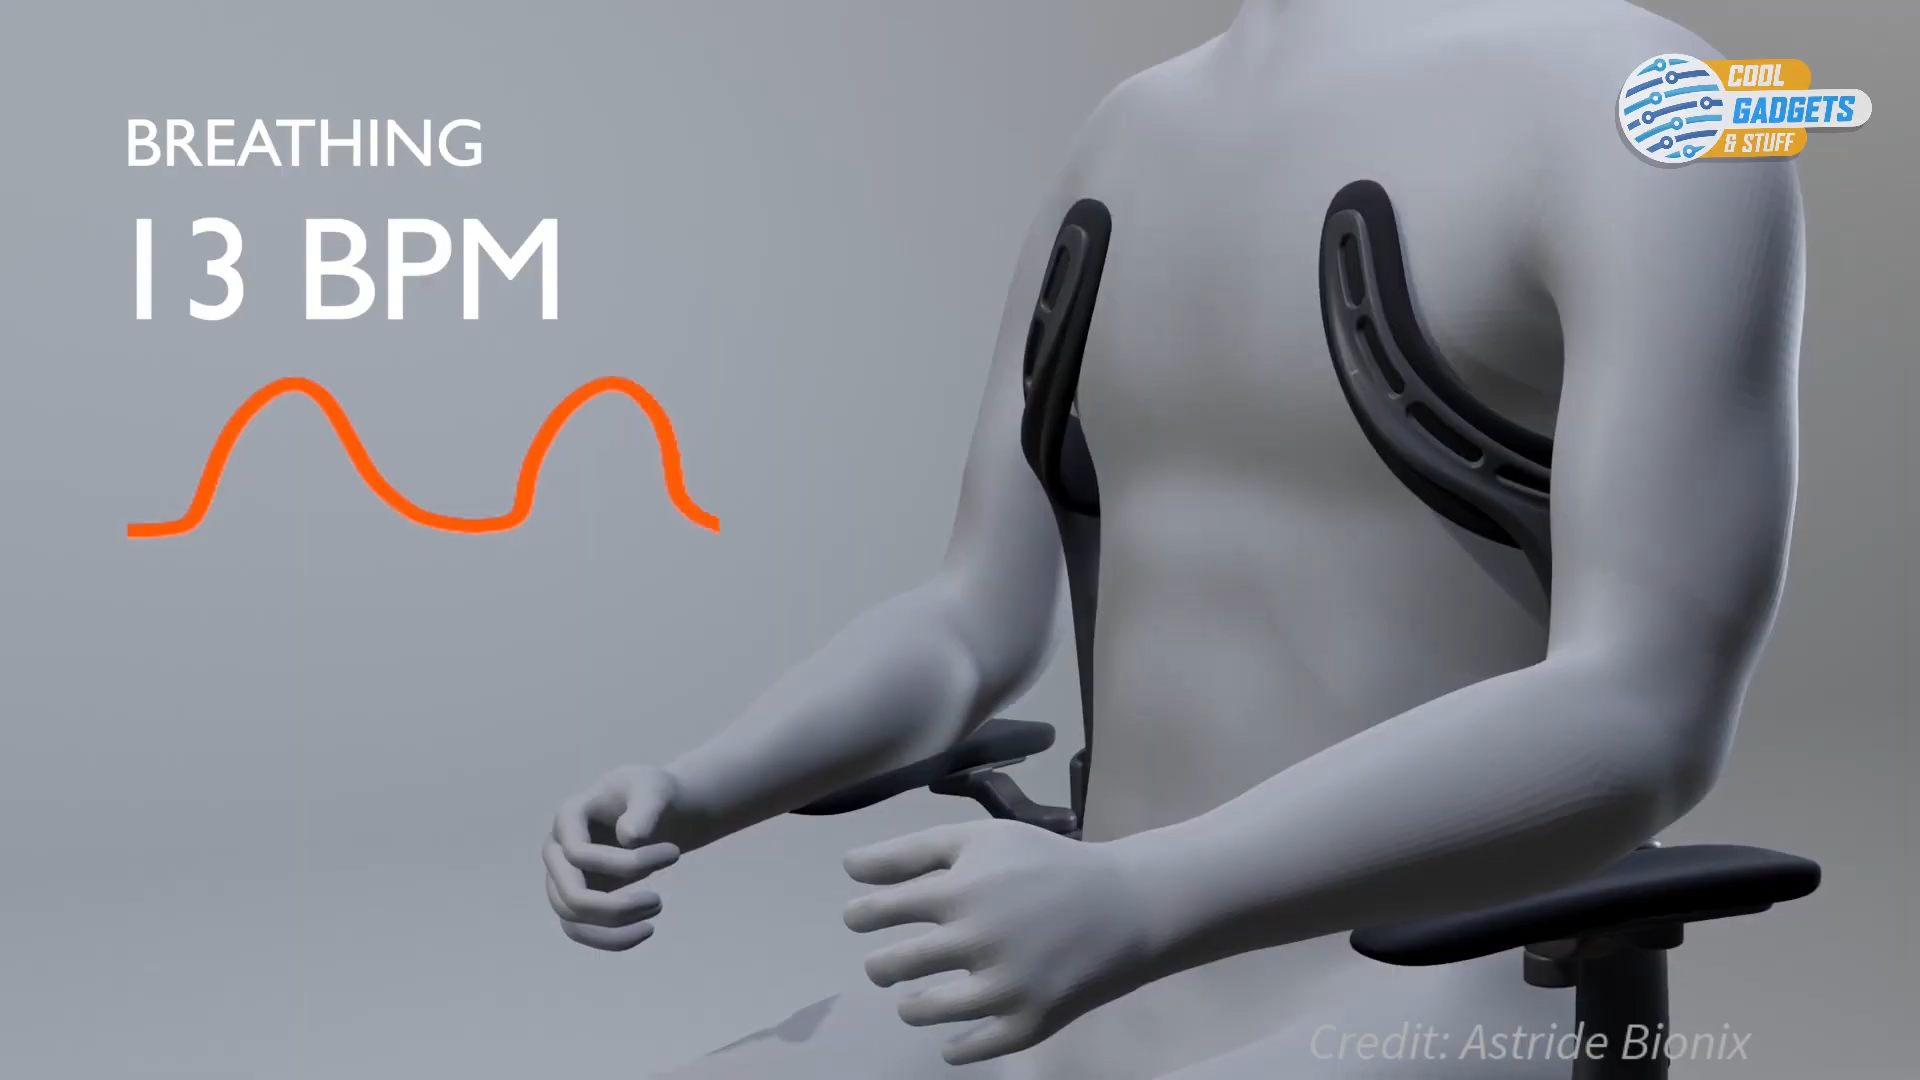 BREATHING
13 BPM
COOL
GADGETS
& STUFF
Credit: Astride Bionix